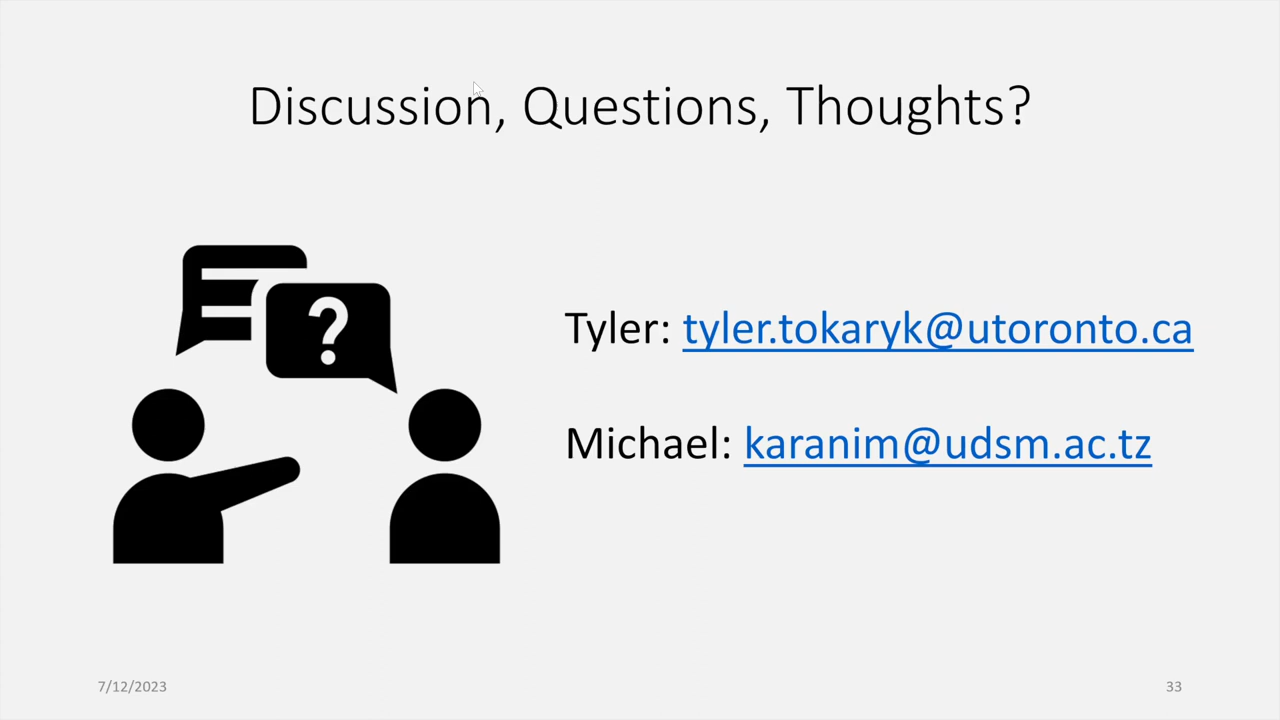 Discussion, Questions, Thoughts?
?
Tyler: tyler.tokaryk@utoronto.ca
Michael: karanim@udsm.ac.tz
7/12/2023
33